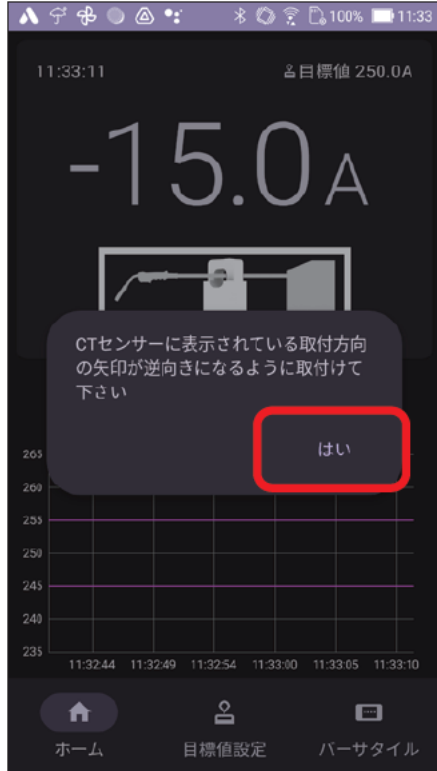 100% 11:33
11:33:11 目標値 250.0A
-15.0A
CTセンサーに表示されている取付方向
の矢印が逆向きになるように取付けて
下さい
はい
265
260
255
250
245
240
235
11:32:44 11:32:49 11:32:54 11:33:00 11:33:05 11:33:10
ホーム 目標値設定 バーサタイル